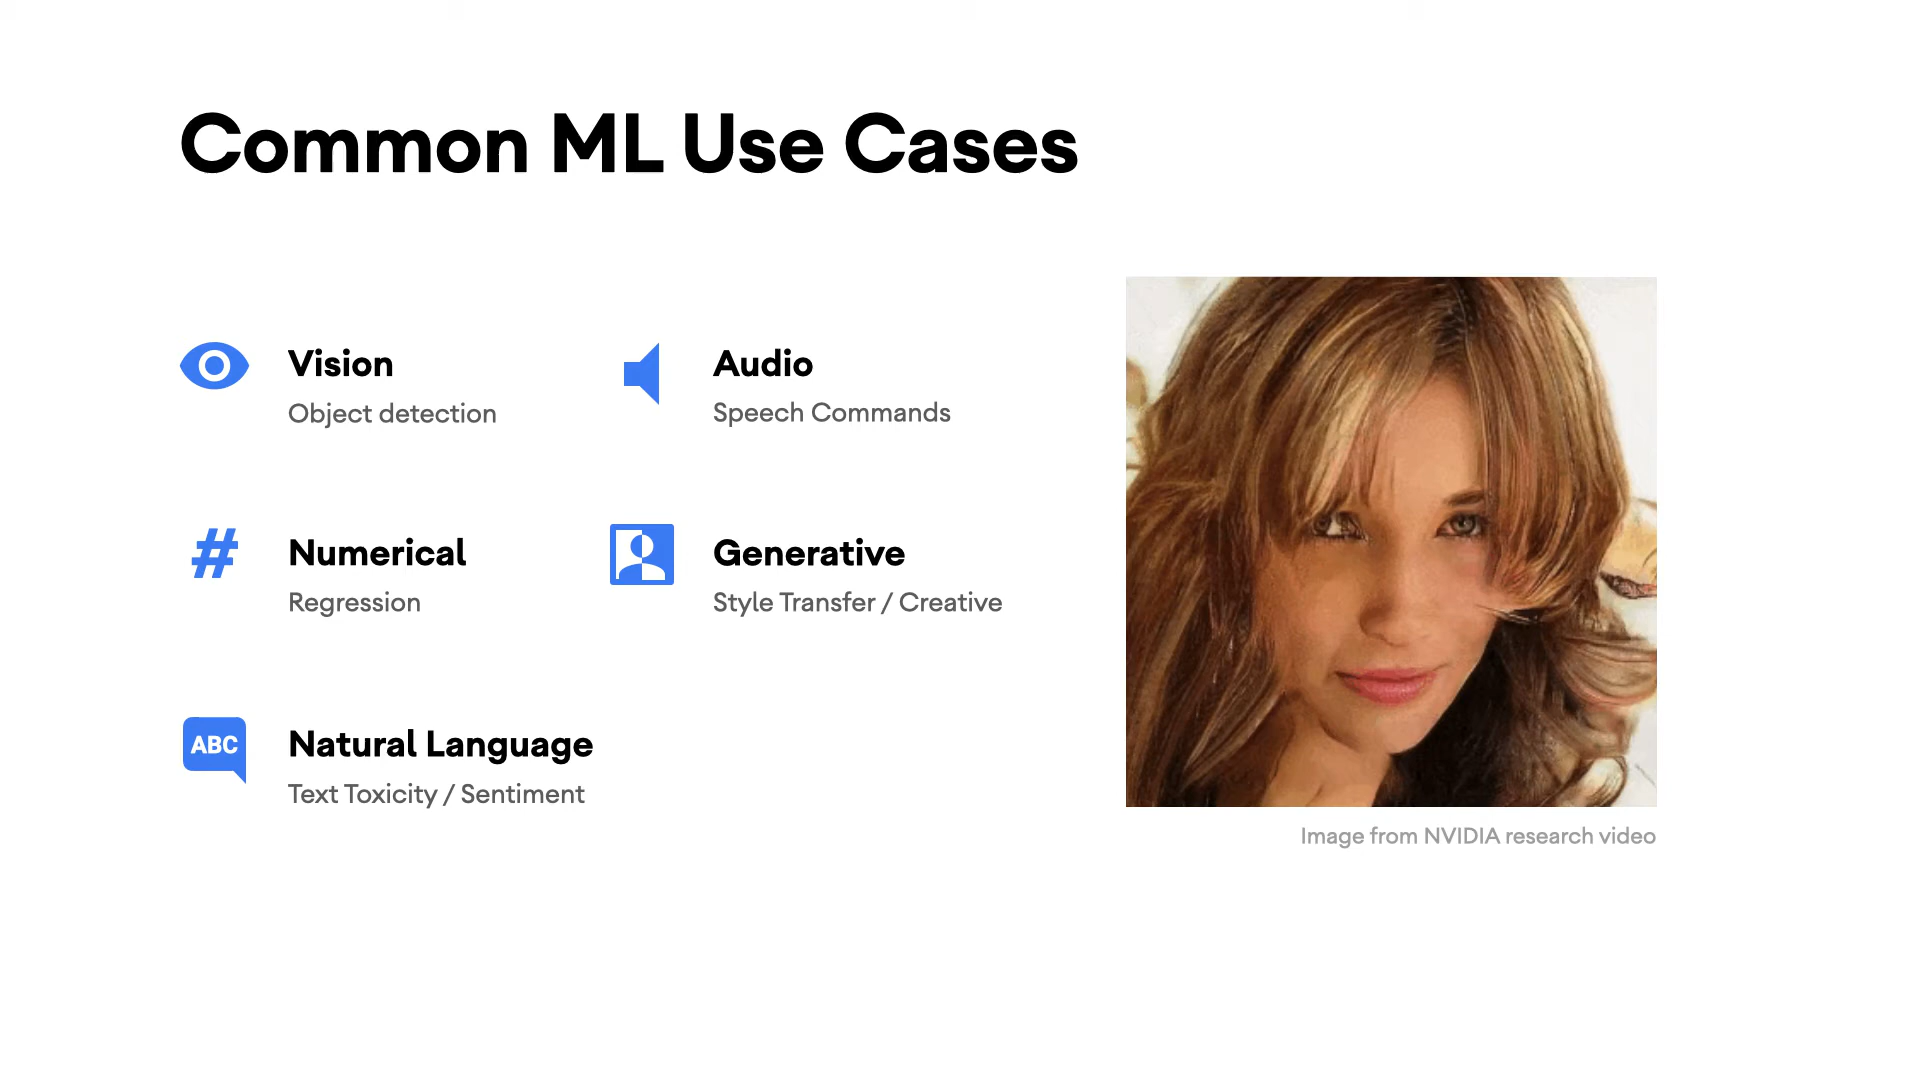 Common ML Use Cases
Vision
Object detection
Audio
Speech Commands
#
Numerical
Regression
Generative
Style Transfer / Creative
ABC
Natural Language
Text Toxicity / Sentiment
Image from NVIDIA research video